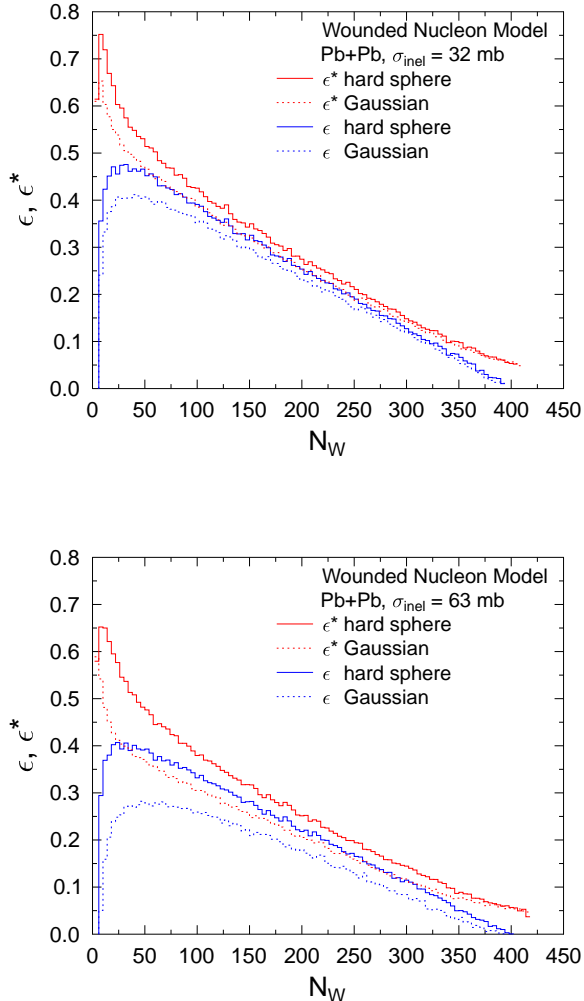 0.8
0.7
0.6
0.5
0.4
0.3
0.2
0.1
0.0
ϵ, ϵ*
Wounded Nucleon Model
Pb+Pb, σinel = 32 mb
ϵ* hard sphere
ϵ* Gaussian
ϵ hard sphere
ϵ Gaussian
0 50 100 150 200 250 300 350 400 450
NW
0.8
0.7
0.6
0.5
0.4
0.3
0.2
0.1
0.0
ϵ, ϵ*
Wounded Nucleon Model
Pb+Pb, σinel = 63 mb
ϵ* hard sphere
ϵ* Gaussian
ϵ hard sphere
ϵ Gaussian
0 50 100 150 200 250 300 350 400 450
NW